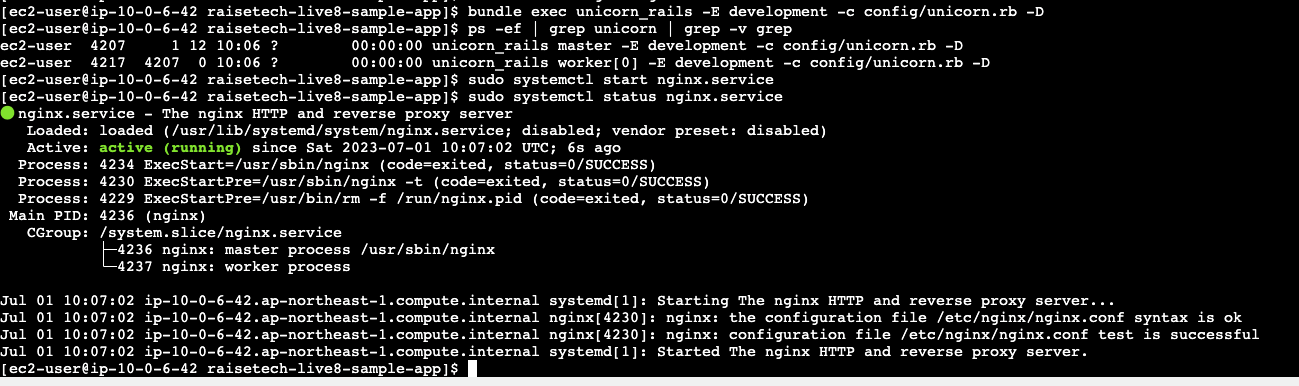 [ec2-user@ip-10-0-6-42 raisetech-live8-sample-app]$ bundle exec unicorn_rails -E development -c config/unicorn.rb -D
[ec2-user@ip-10-0-6-42 raisetech-live8-sample-app]$ ps -ef | grep unicorn | grep -v grep
ec2-user  4207     1 12 10:06 ?        00:00:00 unicorn_rails master -E development -c config/unicorn.rb -D
ec2-user  4217  4207  0 10:06 ?        00:00:00 unicorn_rails worker[0] -E development -c config/unicorn.rb -D
[ec2-user@ip-10-0-6-42 raisetech-live8-sample-app]$ sudo systemctl start nginx.service
[ec2-user@ip-10-0-6-42 raisetech-live8-sample-app]$ sudo systemctl status nginx.service
● nginx.service - The nginx HTTP and reverse proxy server
   Loaded: loaded (/usr/lib/systemd/system/nginx.service; disabled; vendor preset: disabled)
   Active: active (running) since Sat 2023-07-01 10:07:02 UTC; 6s ago
  Process: 4234 ExecStart=/usr/sbin/nginx (code=exited, status=0/SUCCESS)
  Process: 4230 ExecStartPre=/usr/sbin/nginx -t (code=exited, status=0/SUCCESS)
  Process: 4229 ExecStartPre=/usr/bin/rm -f /run/nginx.pid (code=exited, status=0/SUCCESS)
 Main PID: 4236 (nginx)
   CGroup: /system.slice/nginx.service
           ├─4236 nginx: master process /usr/sbin/nginx
           └─4237 nginx: worker process
Jul 01 10:07:02 ip-10-0-6-42.ap-northeast-1.compute.internal systemd[1]: Starting The nginx HTTP and reverse proxy server...
Jul 01 10:07:02 ip-10-0-6-42.ap-northeast-1.compute.internal nginx[4230]: nginx: the configuration file /etc/nginx/nginx.conf syntax is ok
Jul 01 10:07:02 ip-10-0-6-42.ap-northeast-1.compute.internal nginx[4230]: nginx: configuration file /etc/nginx/nginx.conf test is successful
Jul 01 10:07:02 ip-10-0-6-42.ap-northeast-1.compute.internal systemd[1]: Started The nginx HTTP and reverse proxy server.
[ec2-user@ip-10-0-6-42 raisetech-live8-sample-app]$